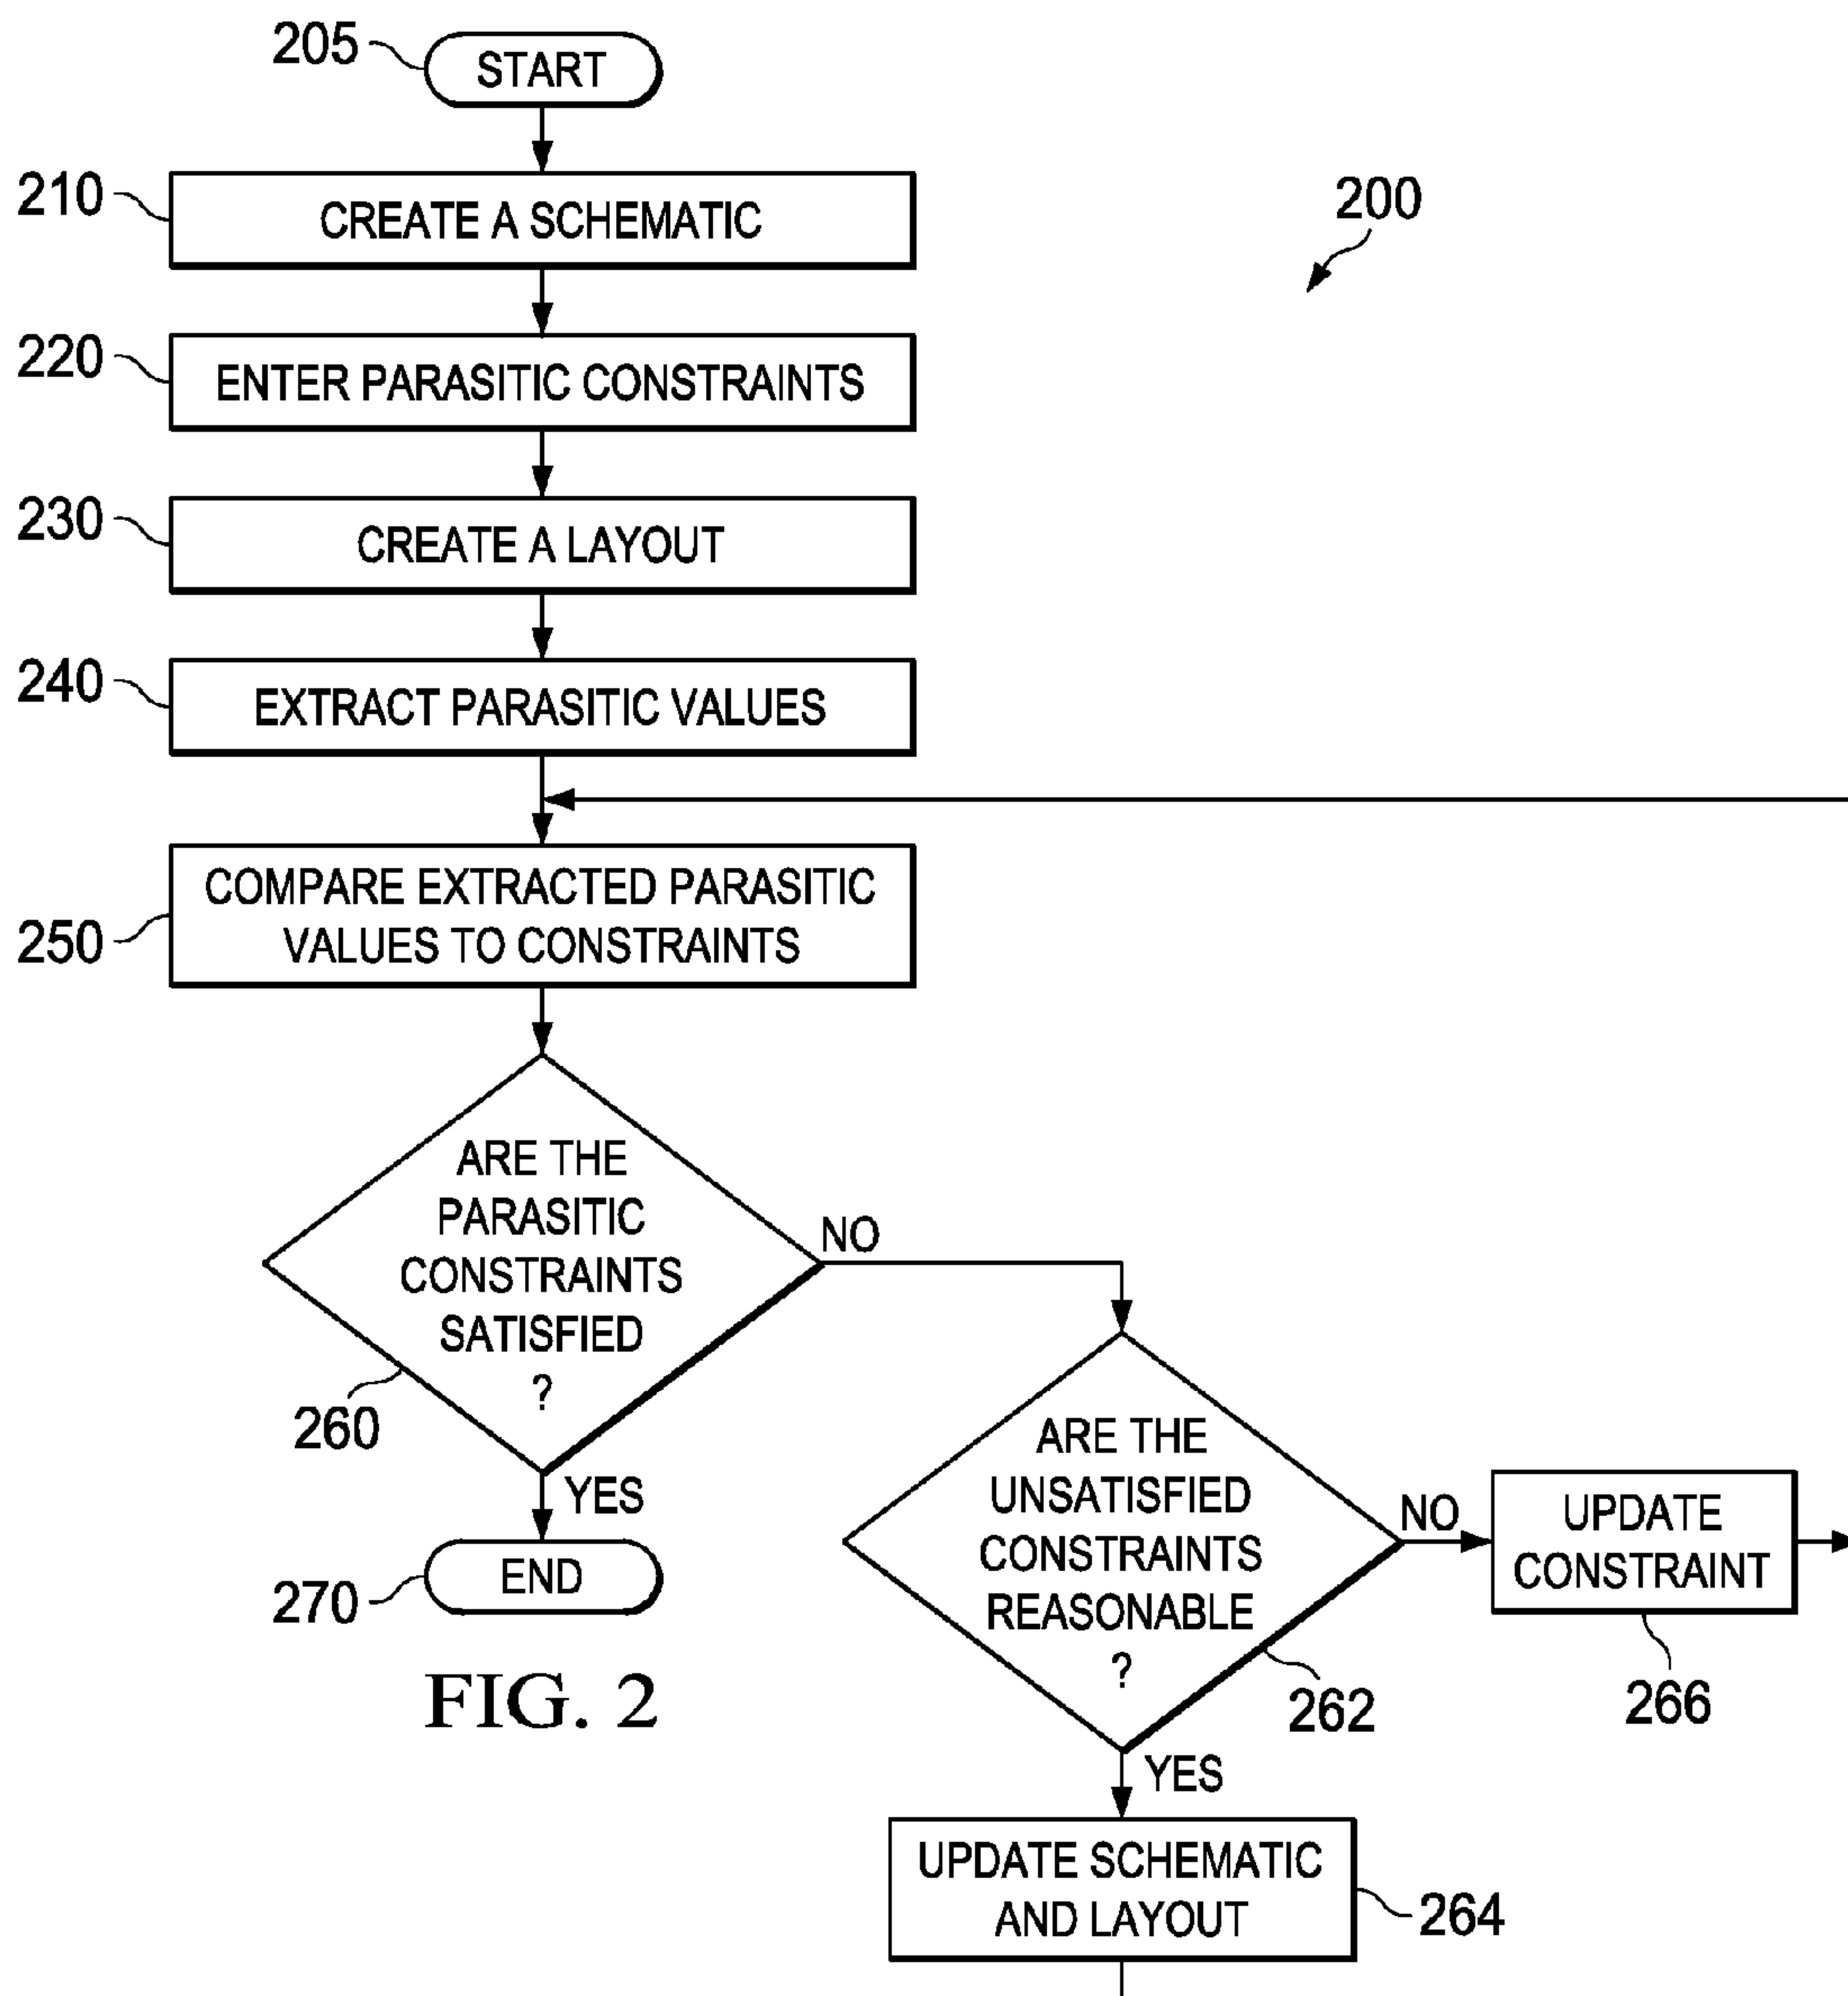 205
START
210
CREATE A SCHEMATIC
200
220
ENTER PARASITIC CONSTRAINTS
230
CREATE A LAYOUT
240
EXTRACT PARASITIC VALUES
250
COMPARE EXTRACTED PARASITIC
VALUES TO CONSTRAINTS
ARE THE
PARASITIC
CONSTRAINTS
SATISFIED
?
260
NO
YES
270
END
ARE THE
UNSATISFIED
CONSTRAINTS
REASONABLE
?
262
NO
UPDATE
CONSTRAINT
266
YES
UPDATE SCHEMATIC
AND LAYOUT
264
FIG. 2